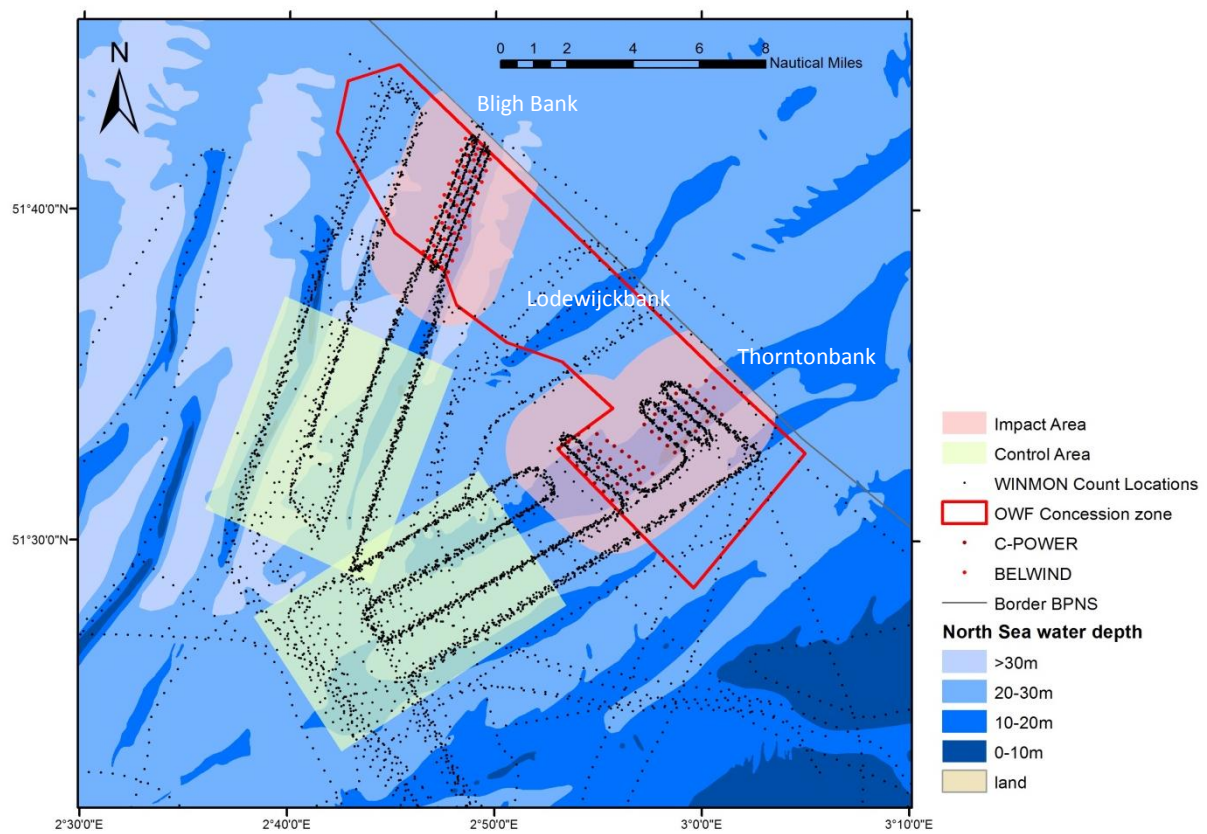 N
0 1 2 4 6 8
Nautical Miles
Bligh Bank
51°40'0"N
Lodewijckbank
Thorntonbank
51°30'0"N
2°30'0"E 2°40'0"E 2°50'0"E 3°0'0"E 3°10'0"E
Impact Area
Control Area
WINMON Count Locations
OWF Concession zone
C-POWER
BELWIND
Border BPNS
North Sea water depth
>30m
20-30m
10-20m
0-10m
land